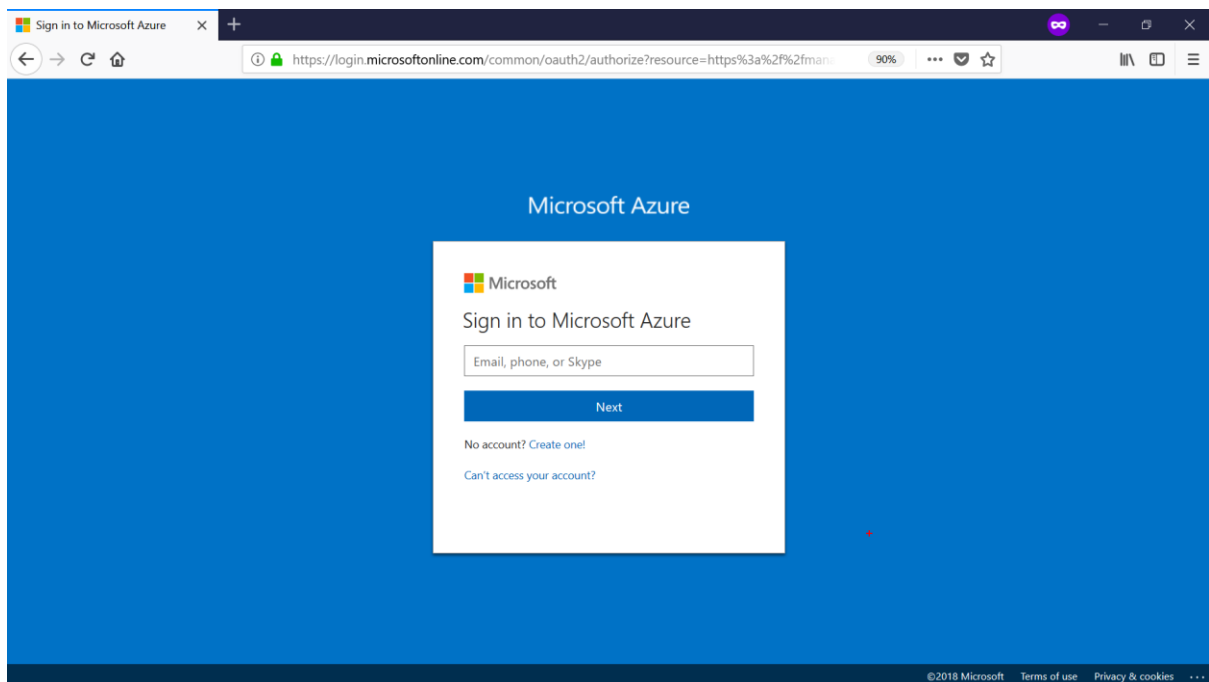 Sign in to Microsoft Azure
https://login.microsoftonline.com/common/oauth2/authorize?resource=https%3a%2f%2fman
90%
Microsoft Azure
Microsoft
Sign in to Microsoft Azure
Email, phone, or Skype
Next
No account? Create one!
Can't access your account?
©2018 Microsoft Terms of use Privacy & cookies ...